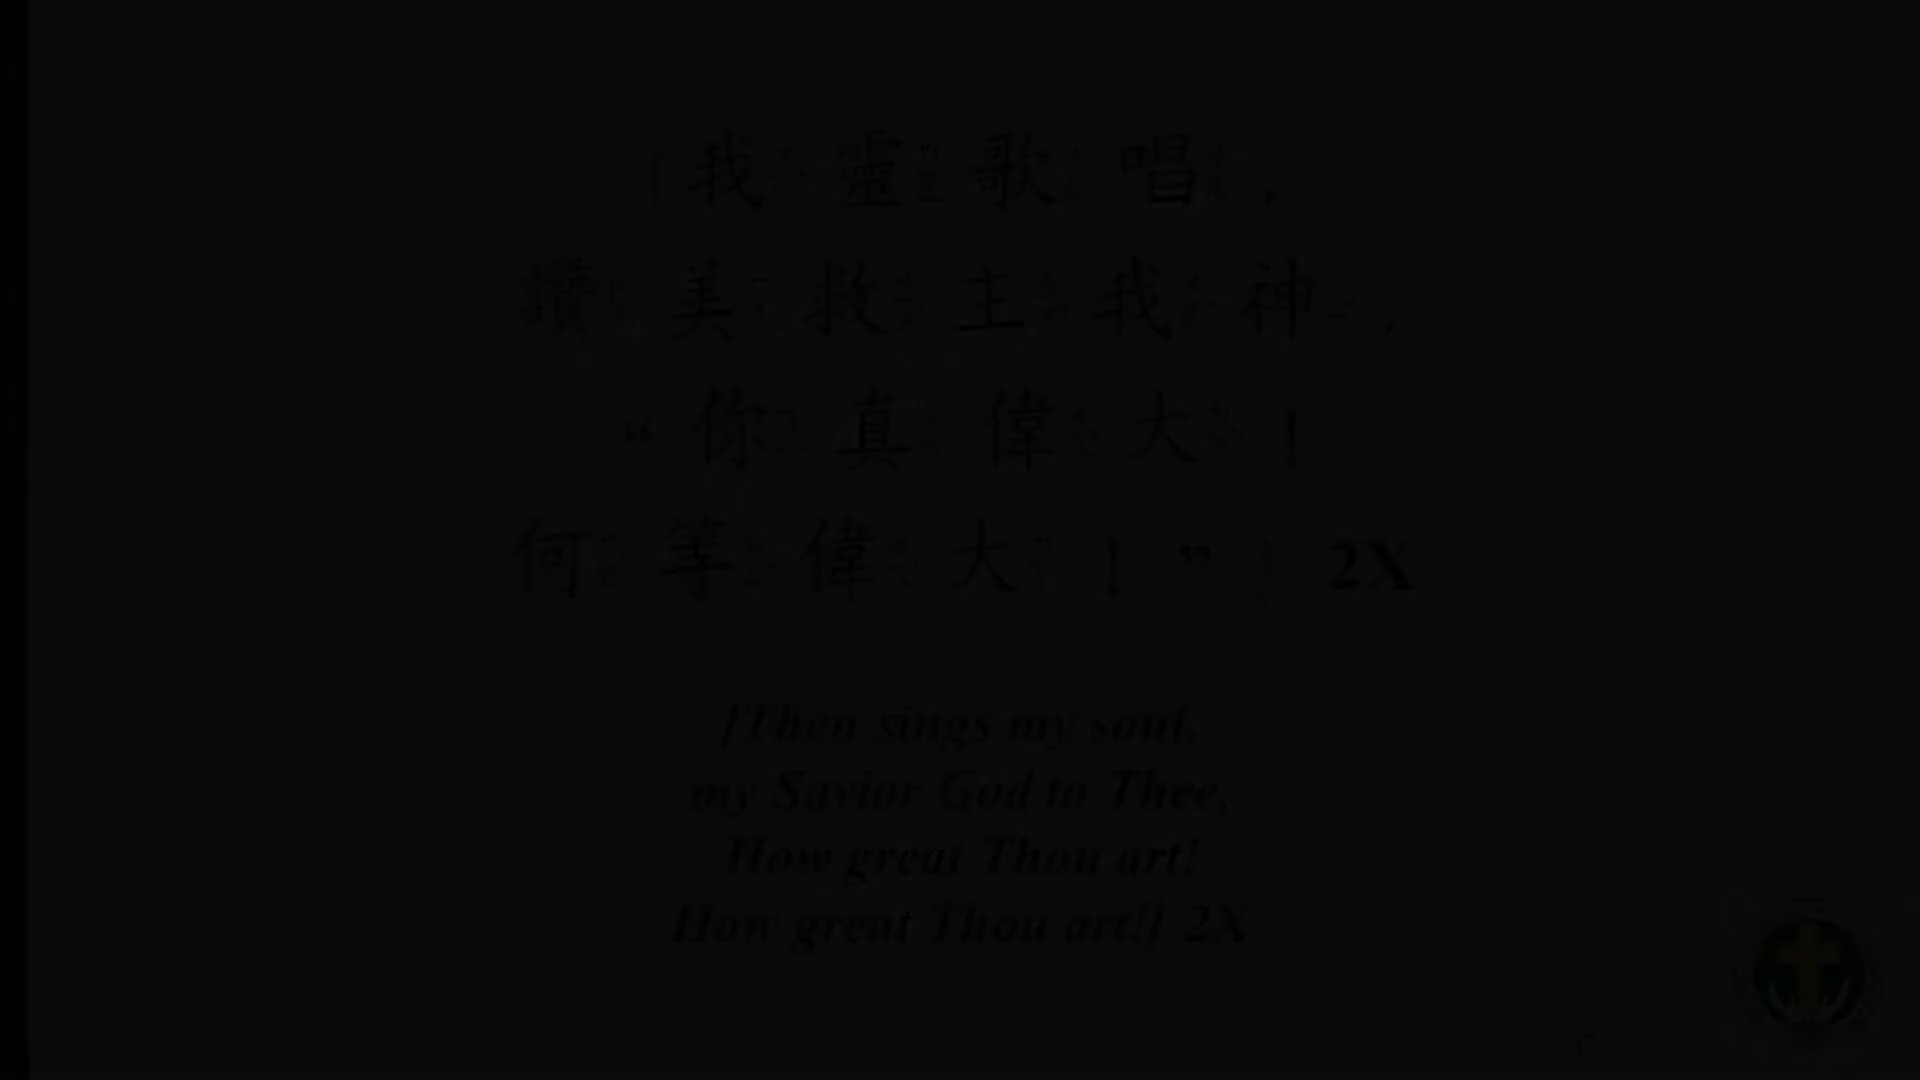 [我靈歌唱，
讚美救主我神，
“你真偉大！
何等偉大！”] 2X
[Then sings my soul,
my Savior God to Thee,
How great Thou art!
How great Thou art!] 2X